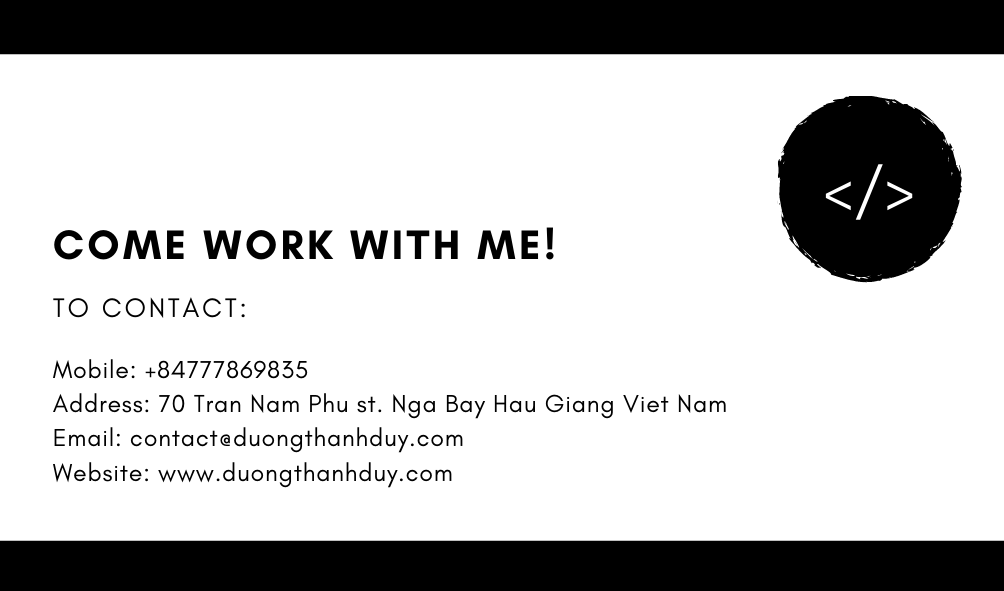 </>
COME WORK WITH ME!
TO CONTACT:
Mobile: +84777869835
Address: 70 Tran Nam Phu st. Nga Bay Hau Giang Viet Nam
Email: contact@duongthanhduy.com
Website: www.duongthanhduy.com